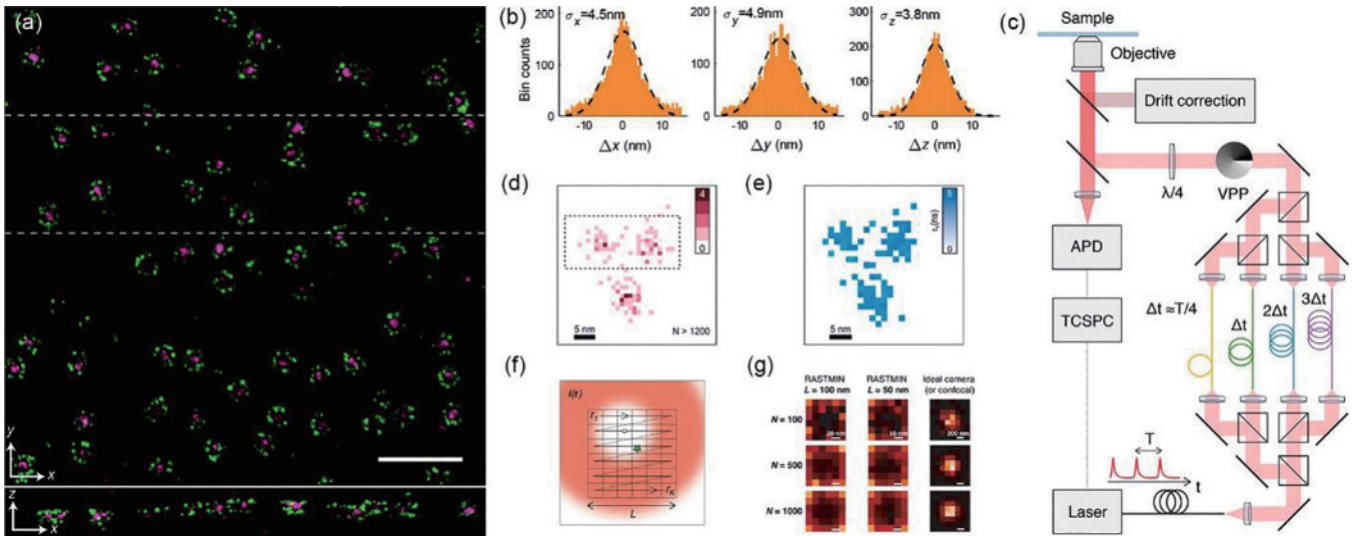 (a)
y
x
z
x
(b)
σx=4.5nm
σy=4.9nm
σz=3.8nm
Bin counts
200
100
0
200
100
0
300
200
100
0
-10 0 10
-10 0 10
-10 0 10
Δx (nm)
Δy (nm)
Δz (nm)
(c)
Sample
Objective
Drift correction
λ/4
VPP
APD
TCSPC
Δt ≈T/4
Δt
2Δt
3Δt
T
t
Laser
(d)
4
0
5 nm
N > 1200
(e)
5
τ (ns)
0
5 nm
(f)
I(t)
r1
rK
L
(g)
RASTMIN
L = 100 nm
RASTMIN
L = 50 nm
Ideal camera
(or confocal)
N = 100
20 nm
10 nm
200 nm
N = 500
N = 1000